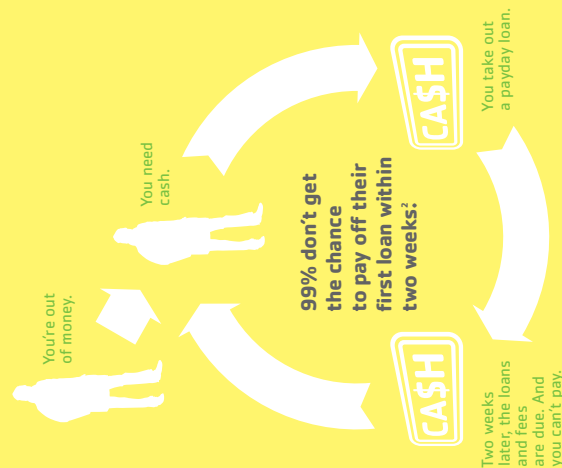 You're out
of money.
You need
cash.
CA$H
You take out
a payday loan.
CA$H
Two weeks
later, the loans
and fees
are due. And
you can't pay.
99% don't get
the chance
to pay off their
first loan within
two weeks.²